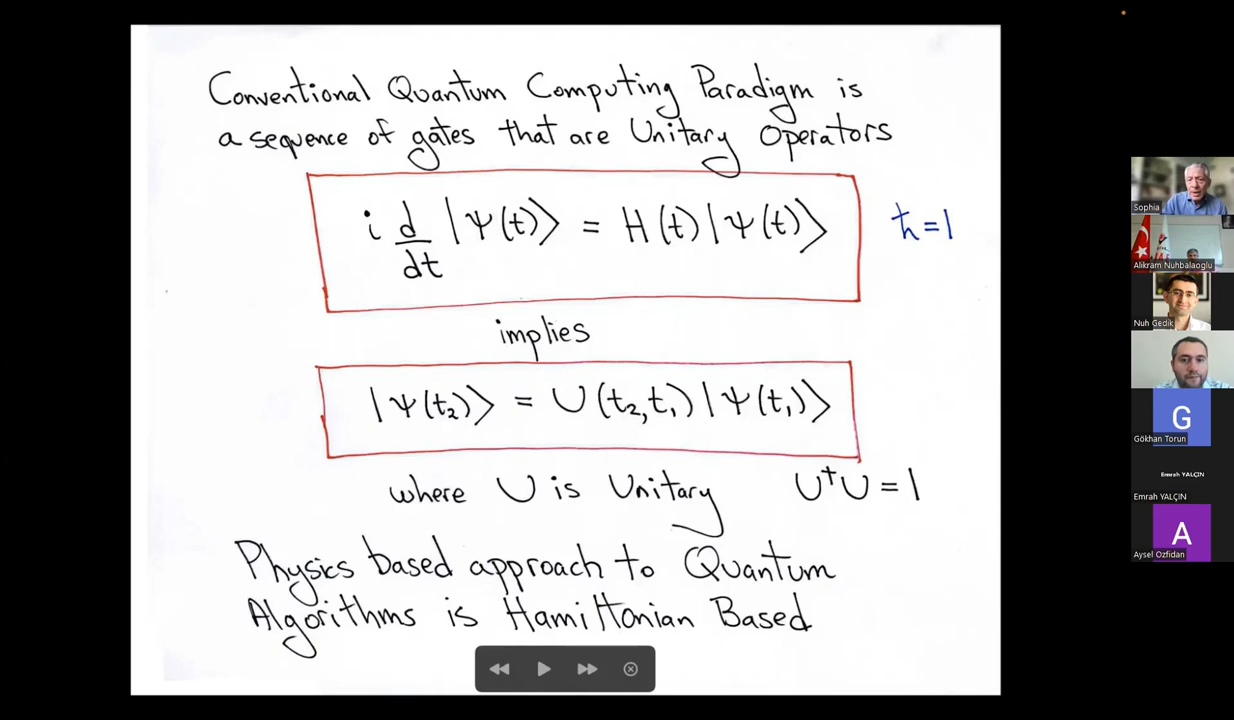 Conventional Quantum Computing Paradigm is
a sequence of gates that are Unitary Operators
i d/dt |Ψ(t)⟩ = H(t)|Ψ(t)⟩
ħ=1
implies
|Ψ(t₂)⟩ = U(t₂,t₁)|Ψ(t₁)⟩
where U is Unitary U†U = 1
Physics based approach to Quantum
Algorithms is Hamiltonian Based
Sophia
Alikram Nuhbalaoglu
Nuh Gedik
G
Gökhan Torun
Emrah YALÇIN
Emrah YALÇIN
A
Aysel Ozfidan